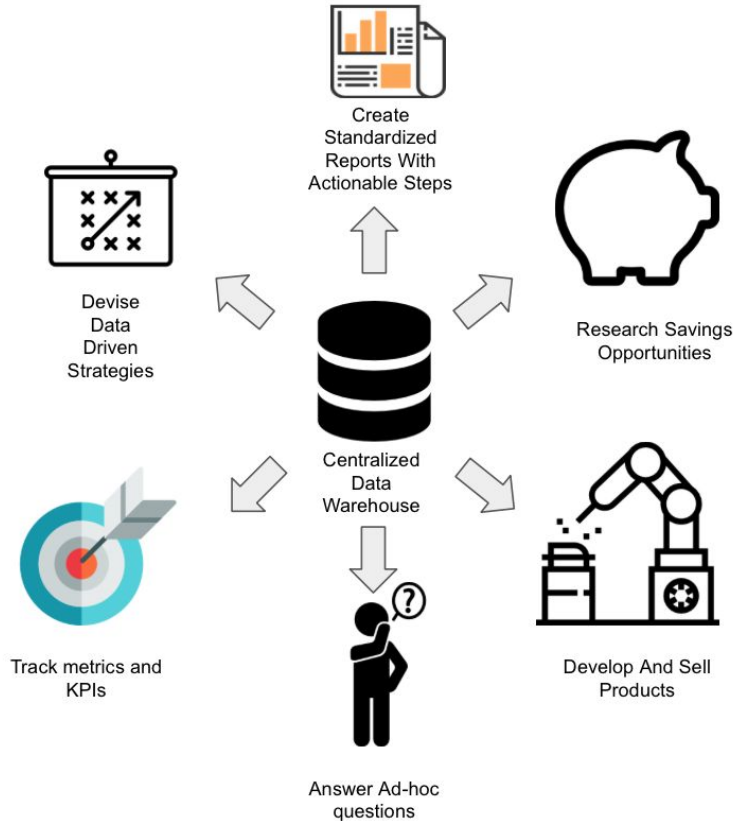 Create
Standardized
Reports With
Actionable Steps
Devise
Data
Driven
Strategies
Research Savings
Opportunities
Centralized
Data
Warehouse
Track metrics and
KPIs
?
Develop And Sell
Products
Answer Ad-hoc
questions